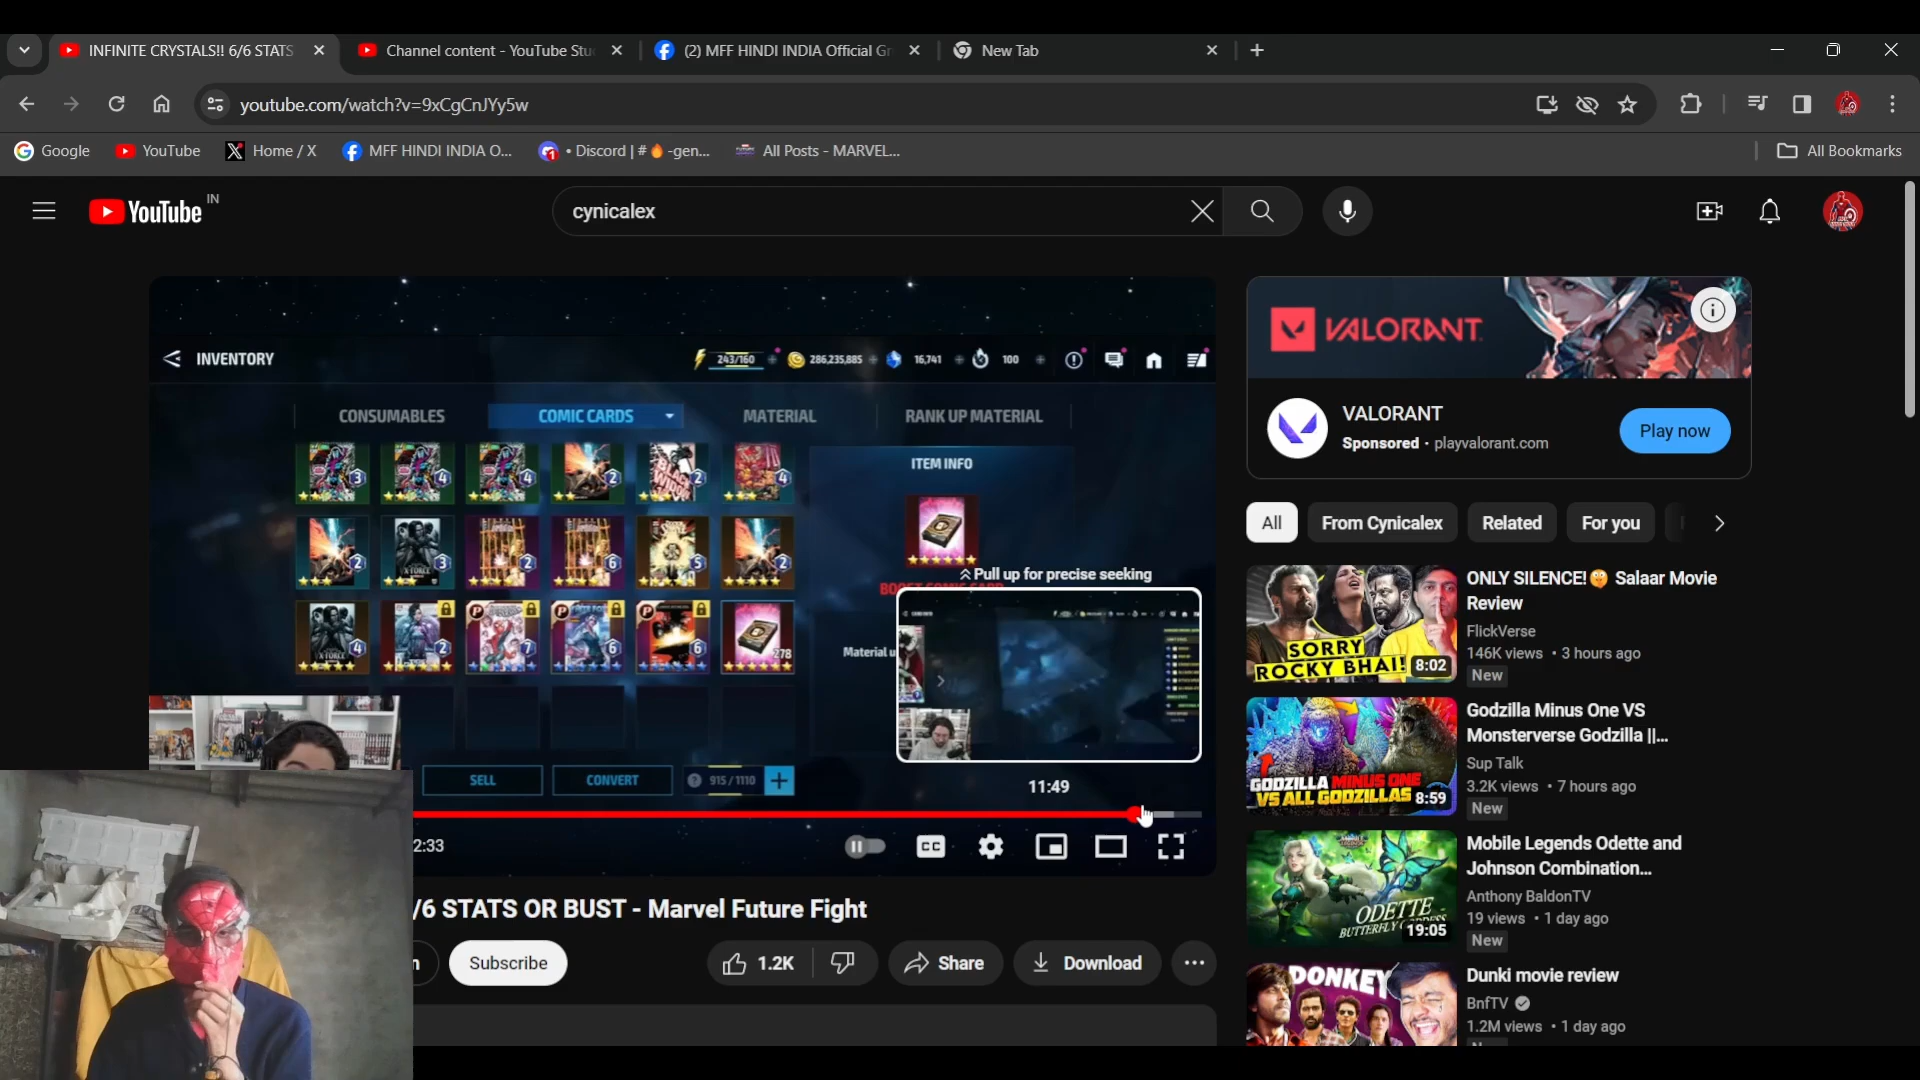 INFINITE CRYSTALS!! 6/6 STATS
Channel content - YouTube Stu
(2) MFF HINDI INDIA Official Gr
New Tab
youtube.com/watch?v=9xCgCnJYy5w
Google
YouTube
Home / X
MFF HINDI INDIA O...
• Discord | #🔥-gen...
All Posts - MARVEL...
All Bookmarks
YouTube IN
cynicalex
INVENTORY
243/160
286,235,885
16,741
100
CONSUMABLES
COMIC CARDS
MATERIAL
RANK UP MATERIAL
ITEM INFO
Pull up for precise seeking
Material u
278
SELL
CONVERT
915 / 1110
11:49
2:33
/6 STATS OR BUST - Marvel Future Fight
n
Subscribe
1.2K
Share
Download
VALORANT
VALORANT
Sponsored • playvalorant.com
Play now
All
From Cynicalex
Related
For you
SORRY
ROCKY BHAI!
8:02
ONLY SILENCE!🤫 Salaar Movie
Review
FlickVerse
146K views • 3 hours ago
New
GODZILLA MINUS ONE
VS ALL GODZILLAS
8:59
Godzilla Minus One VS
Monsterverse Godzilla ||...
Sup Talk
3.2K views • 7 hours ago
New
ODETTE
BUTTERFLY GODDESS
19:05
Mobile Legends Odette and
Johnson Combination...
Anthony BaldonTV
19 views • 1 day ago
New
DONKEY
Dunki movie review
BnfTV
1.2M views • 1 day ago